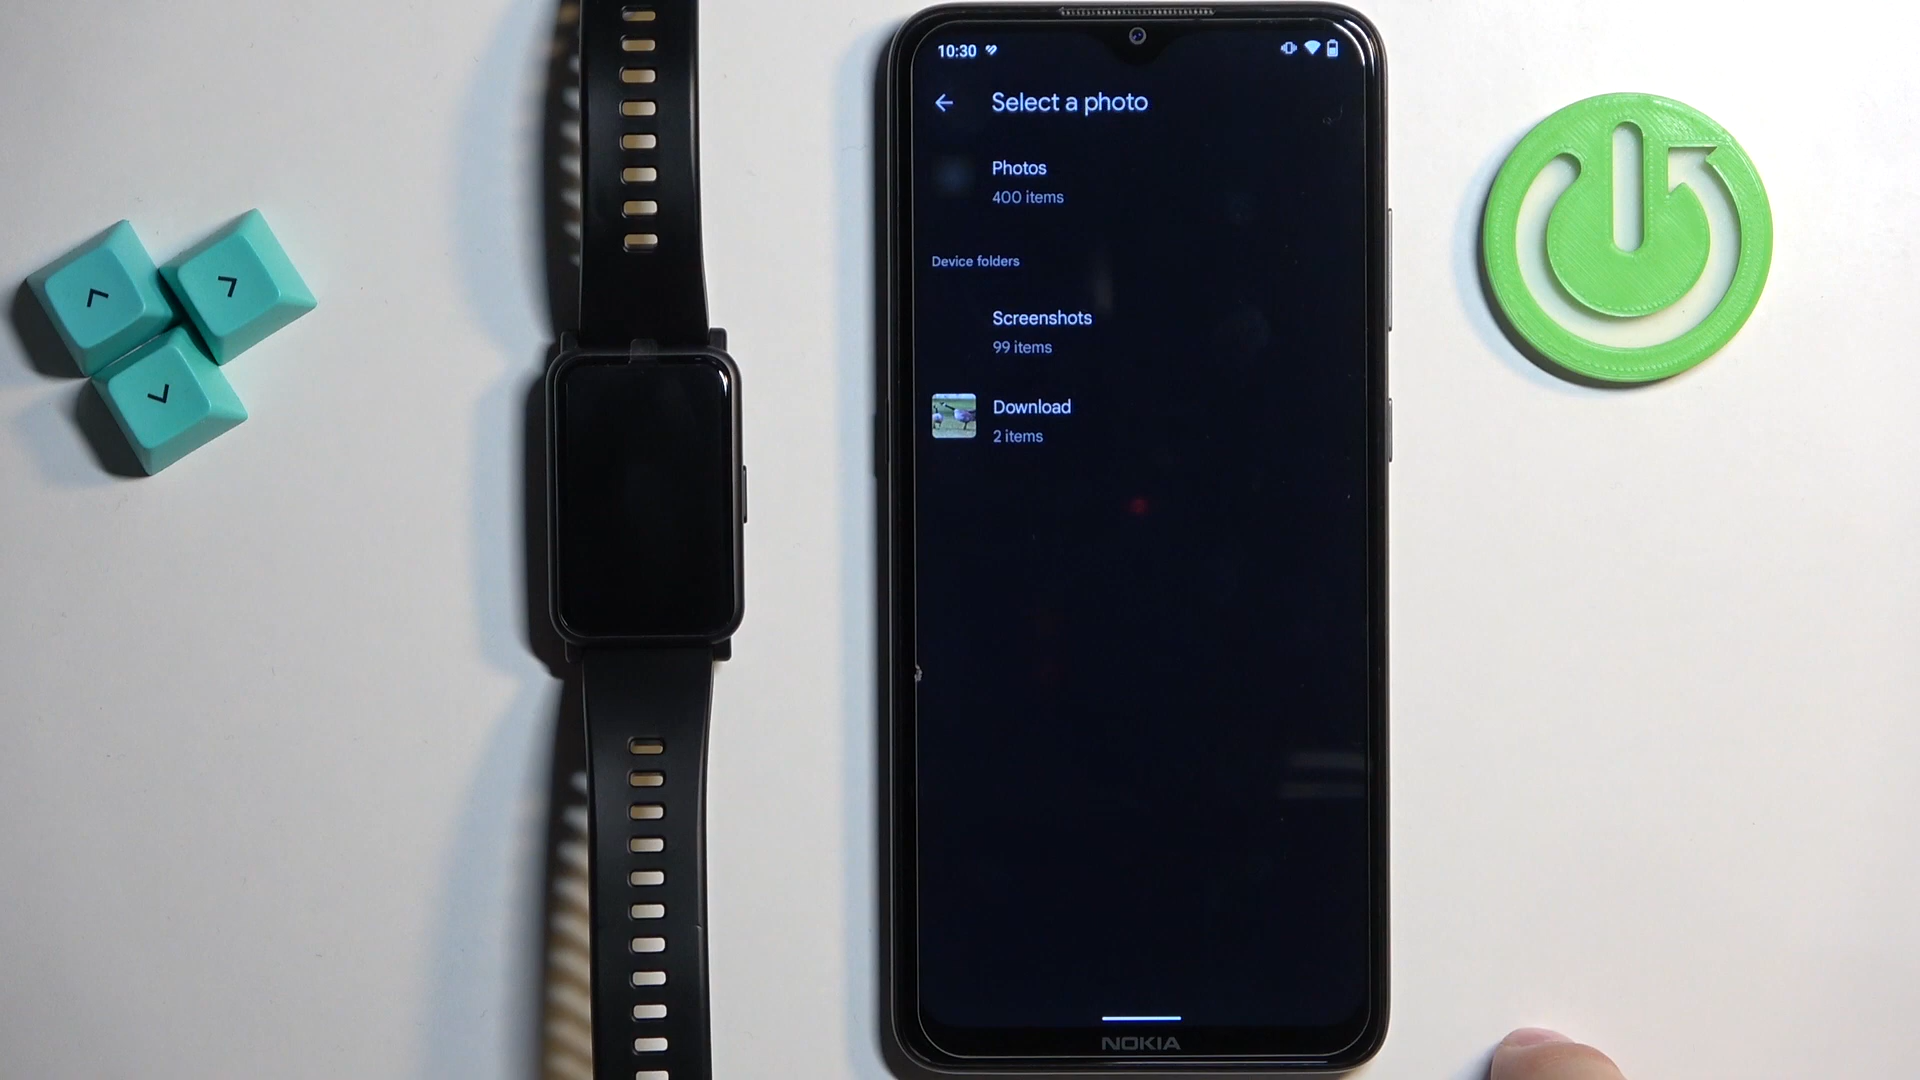 10:30
Select a photo
Photos
400 items
Device folders
Screenshots
99 items
Download
2 items
NOKIA